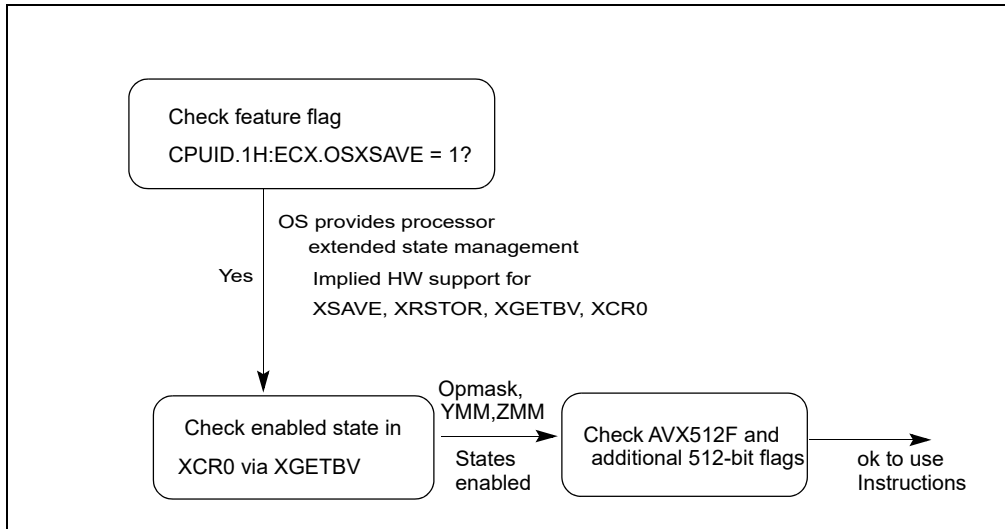 Check feature flag
CPUID.1H:ECX.OSXSAVE = 1?
OS provides processor
extended state management
Yes
Implied HW support for
XSAVE, XRSTOR, XGETBV, XCR0
Check enabled state in
XCR0 via XGETBV
Opmask,
YMM,ZMM
States
enabled
Check AVX512F and
additional 512-bit flags
ok to use
Instructions